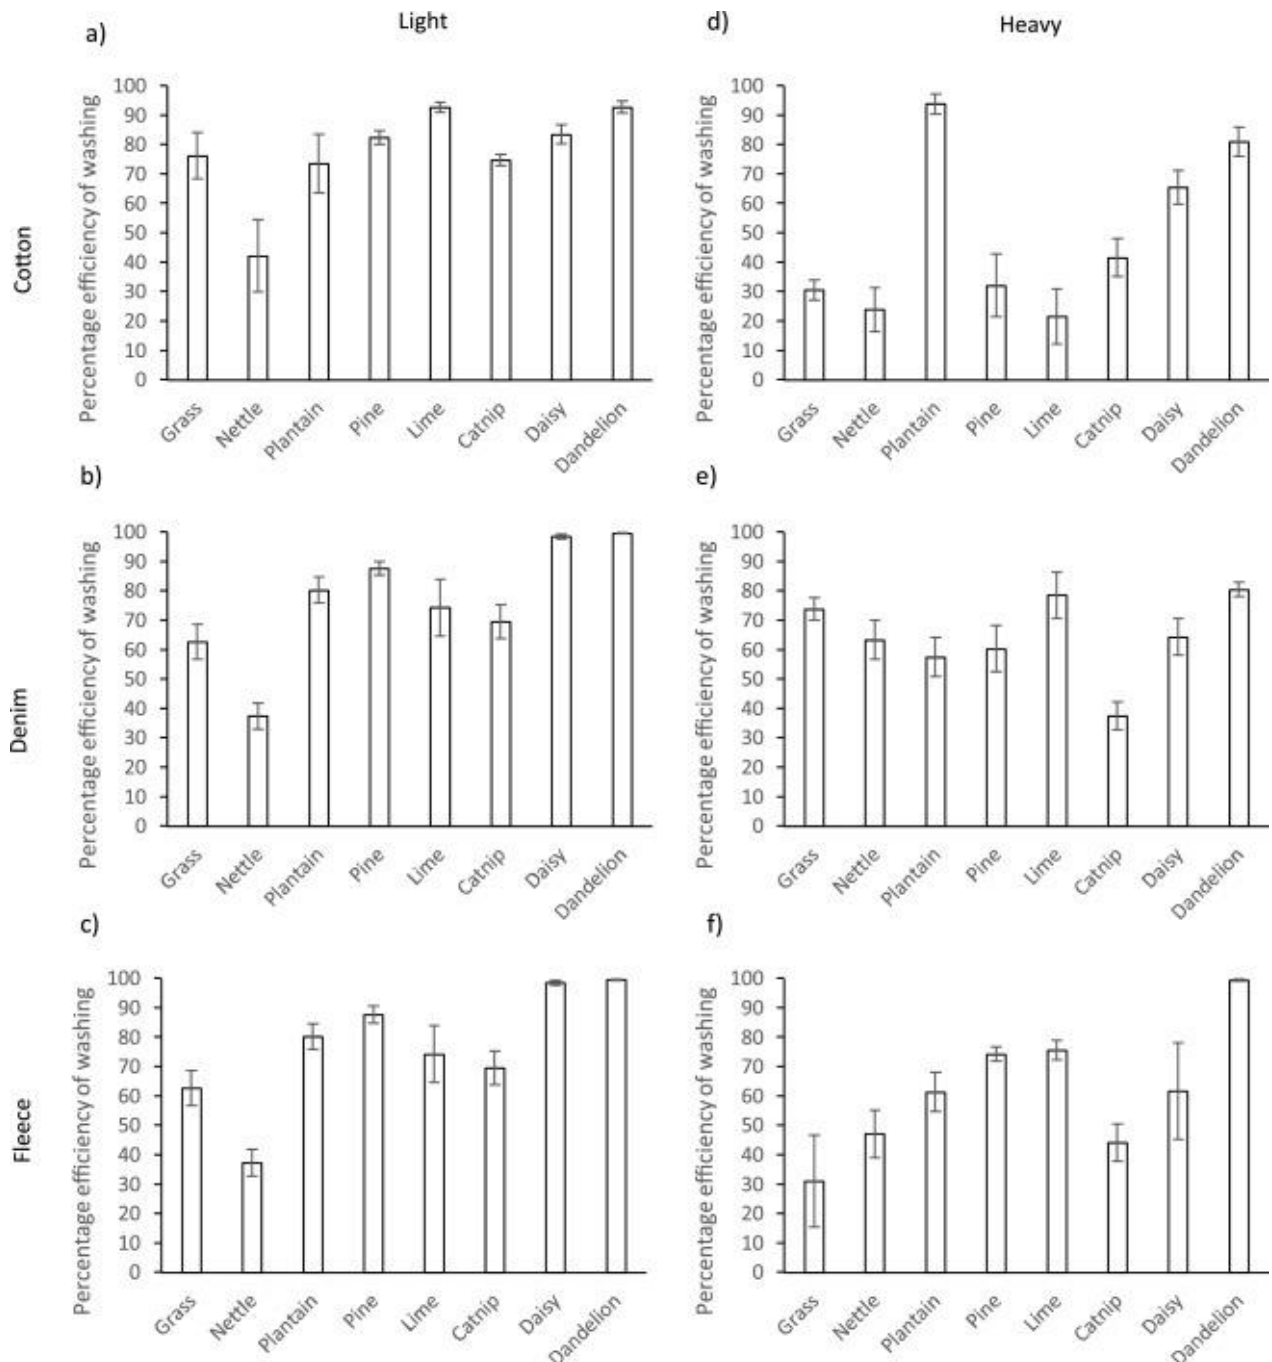 Light
Heavy
a)
d)
Cotton
Percentage efficiency of washing
100
90
80
70
60
50
40
30
20
10
0
Grass
Nettle
Plantain
Pine
Lime
Catnip
Daisy
Dandelion
Percentage efficiency of washing
100
90
80
70
60
50
40
30
20
10
0
Grass
Nettle
Plantain
Pine
Lime
Catnip
Daisy
Dandelion
b)
e)
Denim
Percentage efficiency of washing
100
90
80
70
60
50
40
30
20
10
0
Grass
Nettle
Plantain
Pine
Lime
Catnip
Daisy
Dandelion
Percentage efficiency of washing
100
90
80
70
60
50
40
30
20
10
0
Grass
Nettle
Plantain
Pine
Lime
Catnip
Daisy
Dandelion
c)
f)
Fleece
Percentage efficiency of washing
100
90
80
70
60
50
40
30
20
10
0
Grass
Nettle
Plantain
Pine
Lime
Catnip
Daisy
Dandelion
Percentage efficiency of washing
100
90
80
70
60
50
40
30
20
10
0
Grass
Nettle
Plantain
Pine
Lime
Catnip
Daisy
Dandelion